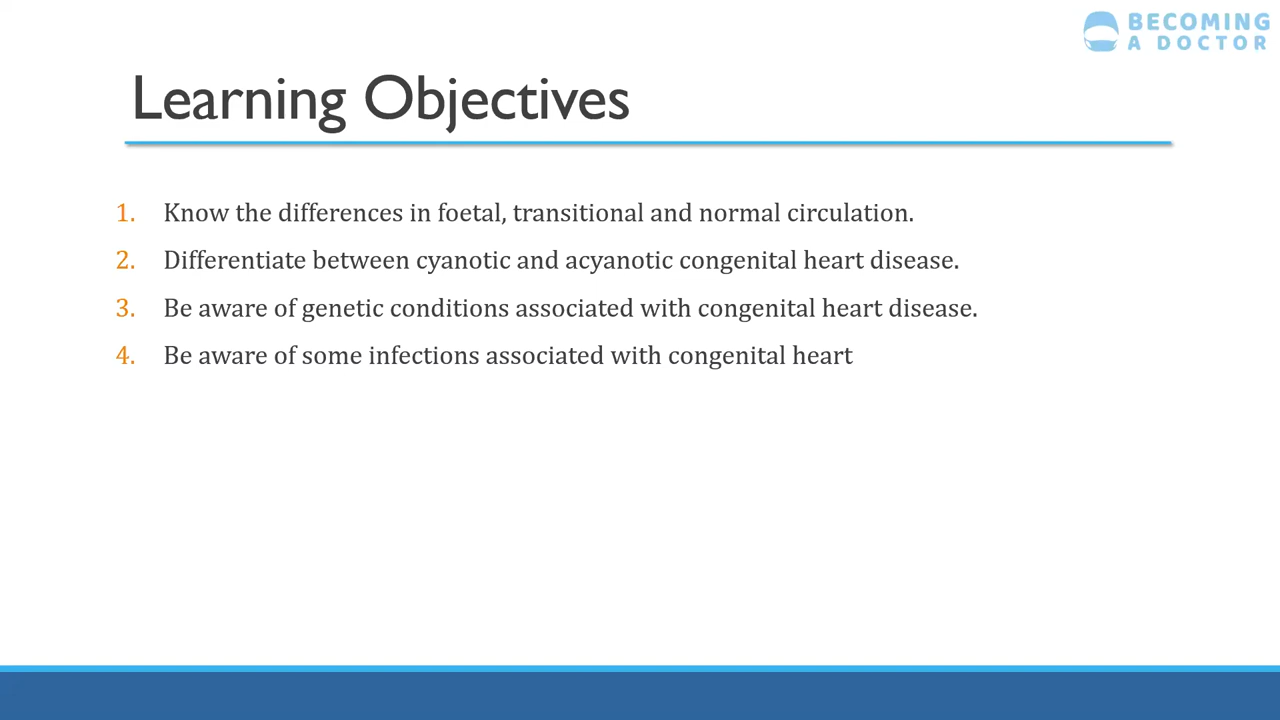 BECOMING
A DOCTOR
Learning Objectives
1. Know the differences in foetal, transitional and normal circulation.
2. Differentiate between cyanotic and acyanotic congenital heart disease.
3. Be aware of genetic conditions associated with congenital heart disease.
4. Be aware of some infections associated with congenital heart